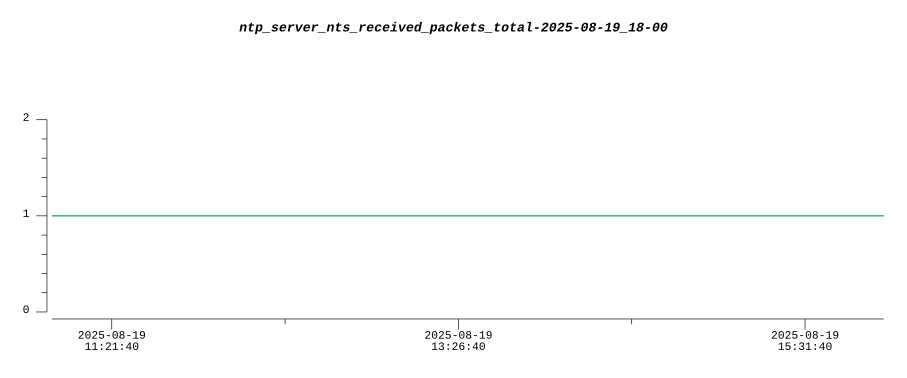 ntp_server_nts_received_packets_total-2025-08-19_18-00
2
1
0
2025-08-19 2025-08-19 2025-08-19
11:21:40 13:26:40 15:31:40